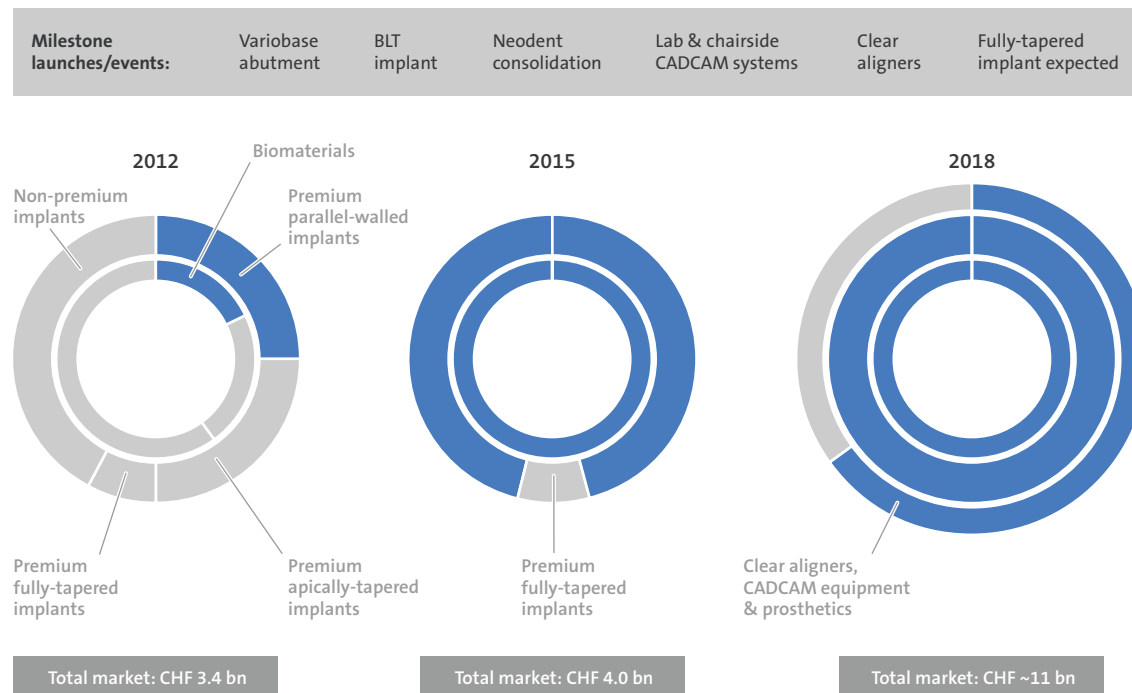 Milestone
launches/events:
Variobase
abutment
BLT
implant
Neodent
consolidation
Lab & chairside
CADCAM systems
Clear
aligners
Fully-tapered
implant expected
2012
Biomaterials
Non-premium
implants
Premium
parallel-walled
implants
Premium
fully-tapered
implants
Premium
apically-tapered
implants
Total market: CHF 3.4 bn
2015
Premium
fully-tapered
implants
Total market: CHF 4.0 bn
2018
Clear aligners,
CADCAM equipment
& prosthetics
Total market: CHF ~11 bn